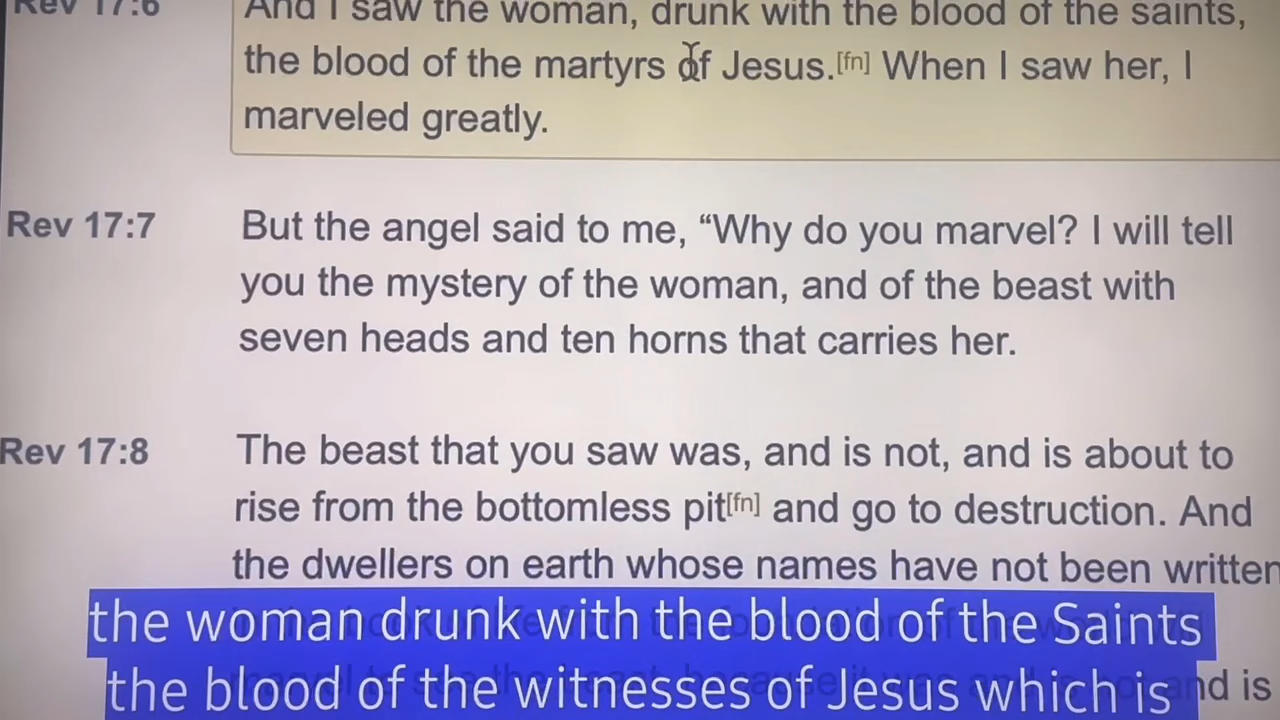 Rev 17:6 And I saw the woman, drunk with the blood of the saints,
the blood of the martyrs of Jesus.[fn] When I saw her, I
marveled greatly.
Rev 17:7 But the angel said to me, “Why do you marvel? I will tell
you the mystery of the woman, and of the beast with
seven heads and ten horns that carries her.
Rev 17:8 The beast that you saw was, and is not, and is about to
rise from the bottomless pit[fn] and go to destruction. And
the dwellers on earth whose names have not been written
the woman drunk with the blood of the Saints
the blood of the witnesses of Jesus which is
and is